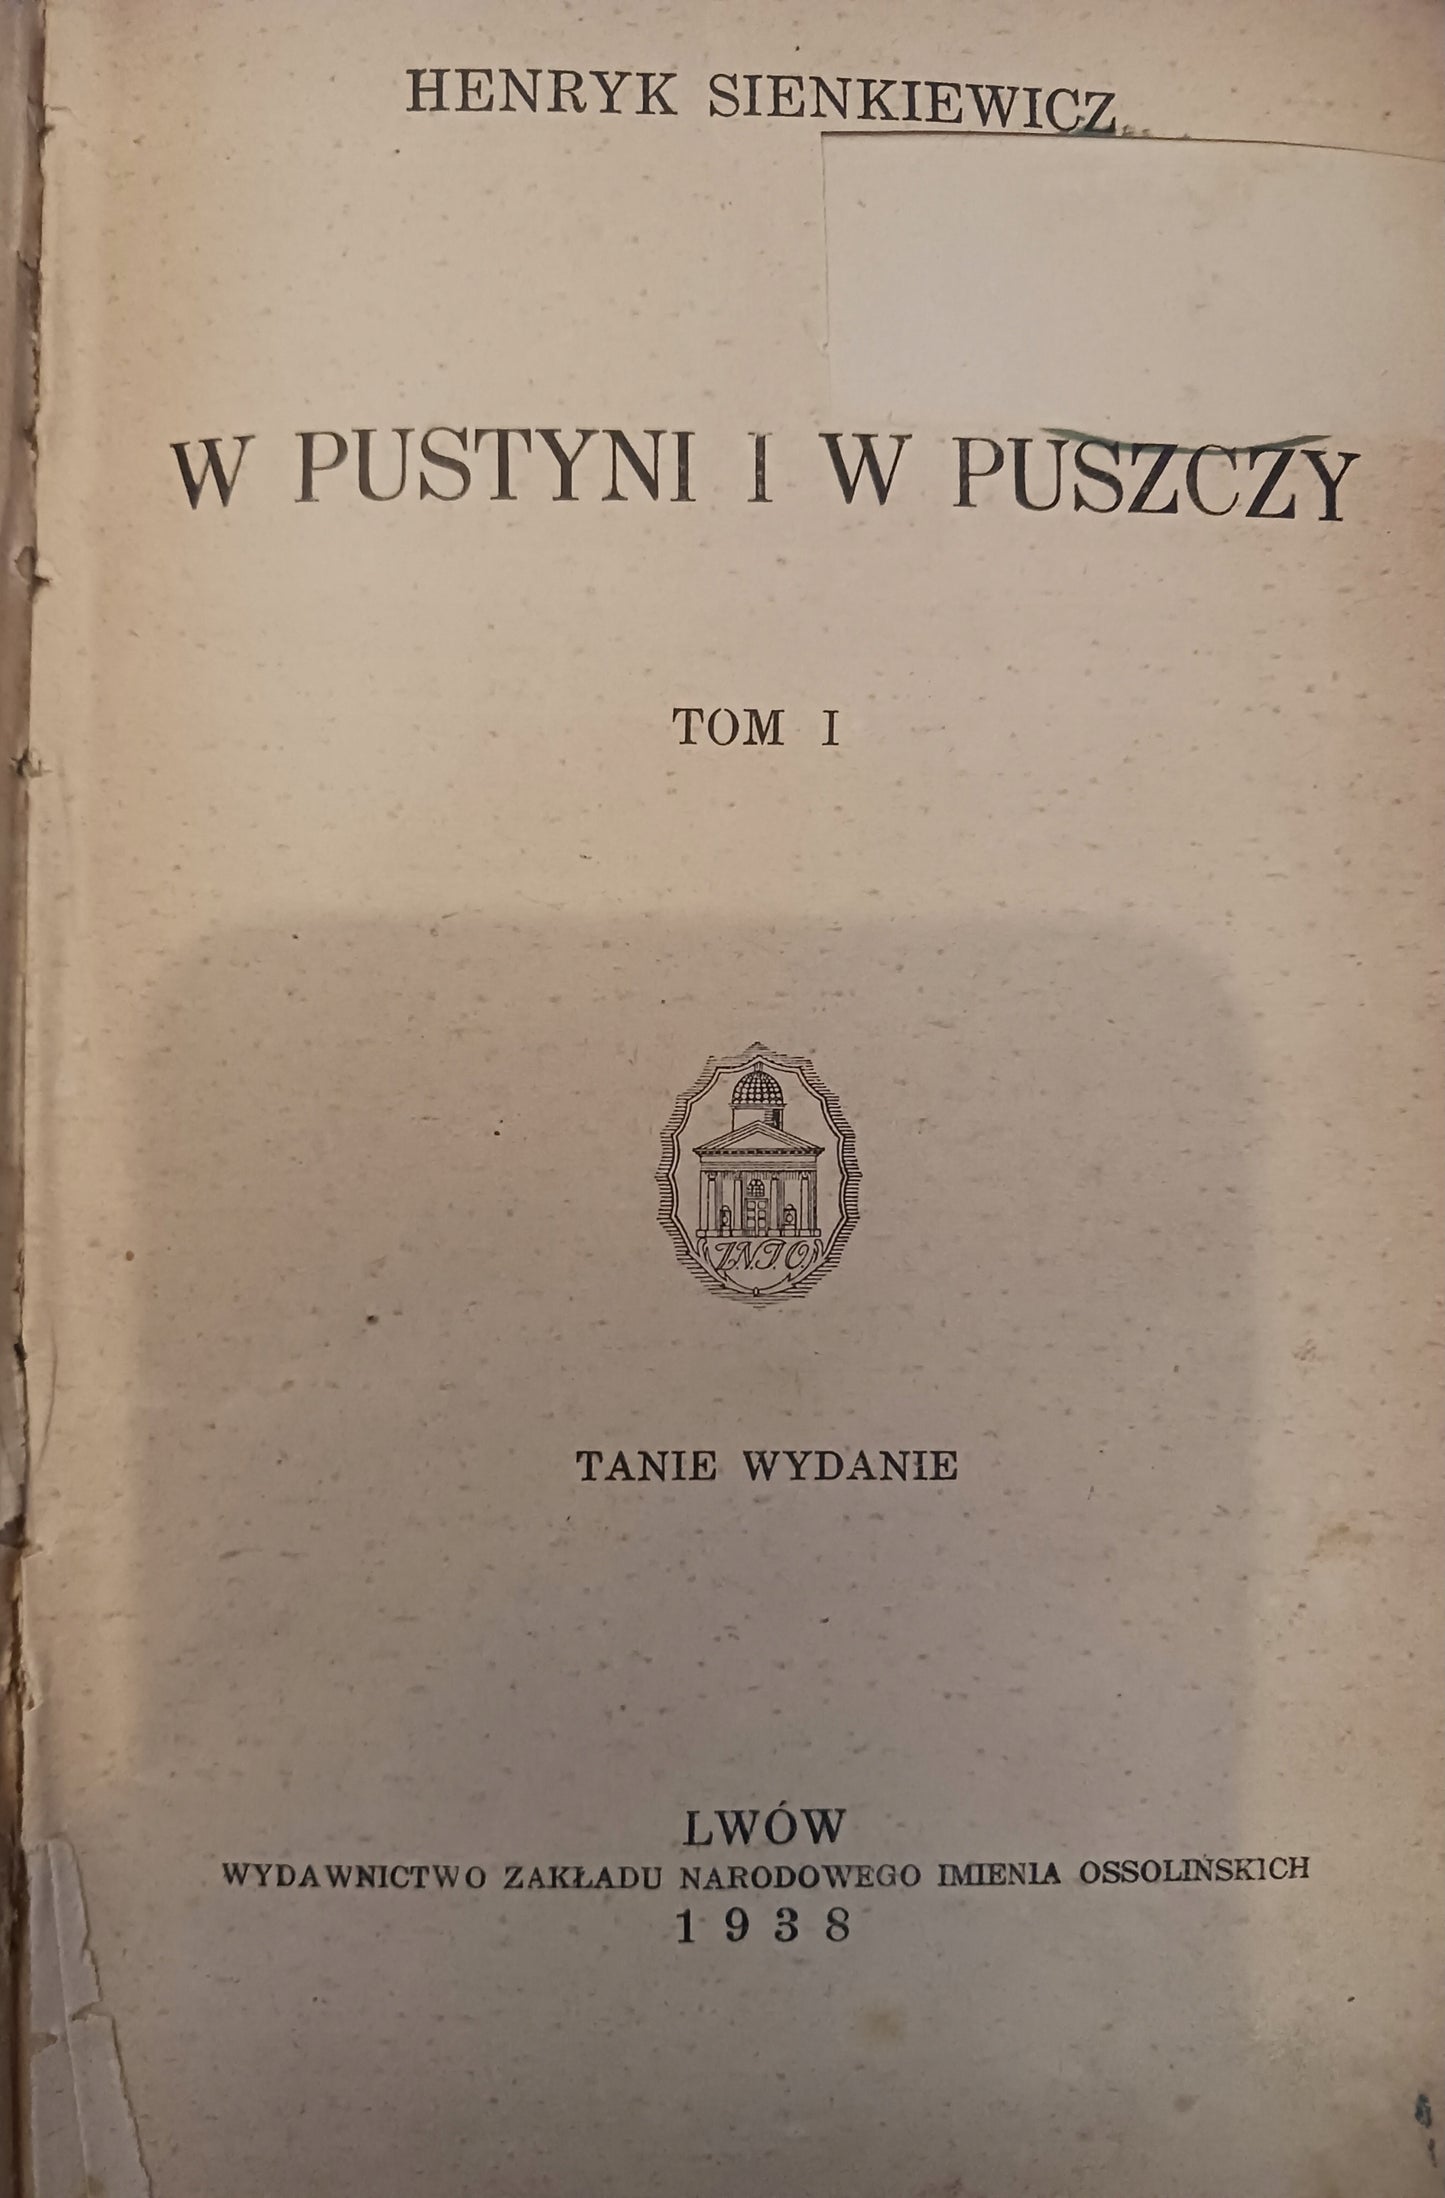 HENRYK SIENKIEWICZ
W PUSTYNI I W PUSZCZY
TOM I
Z.N.I.O.
TANIE WYDANIE
LWÓW
WYDAWNICTWO ZAKŁADU NARODOWEGO IMIENIA OSSOLIŃSKICH
1938